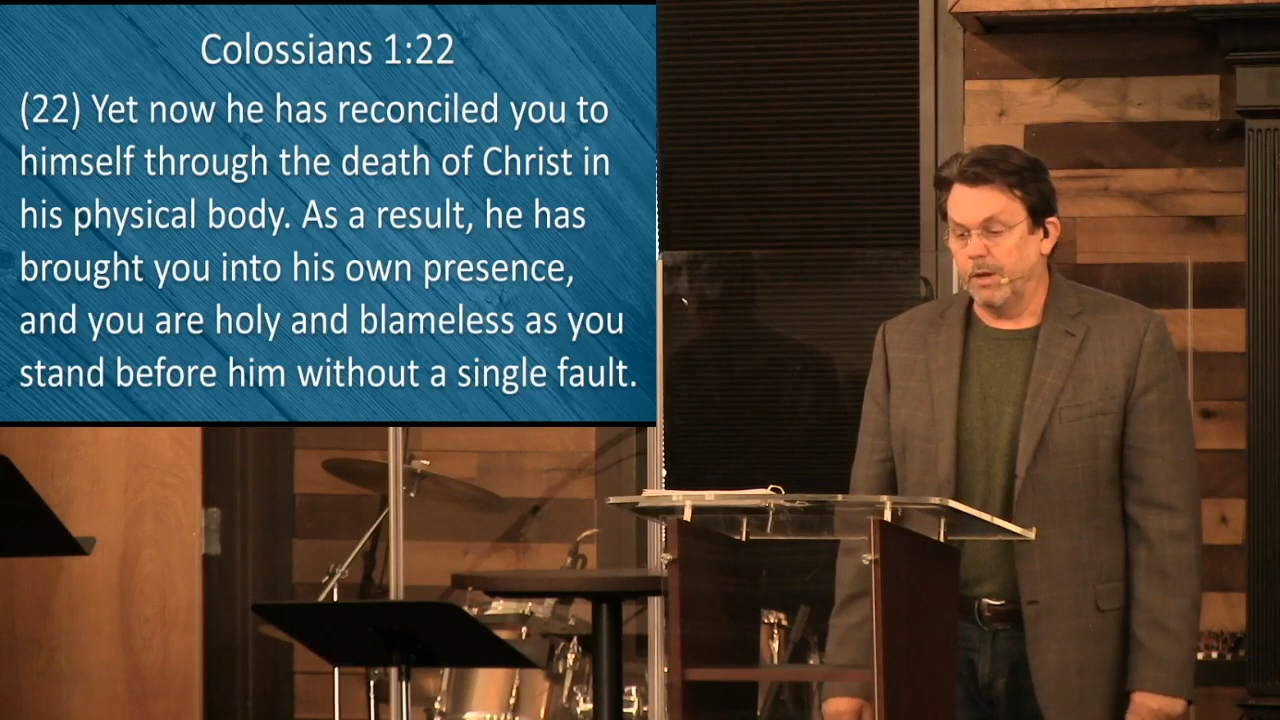 Colossians 1:22
(22) Yet now he has reconciled you to
himself through the death of Christ in
his physical body. As a result, he has
brought you into his own presence,
and you are holy and blameless as you
stand before him without a single fault.